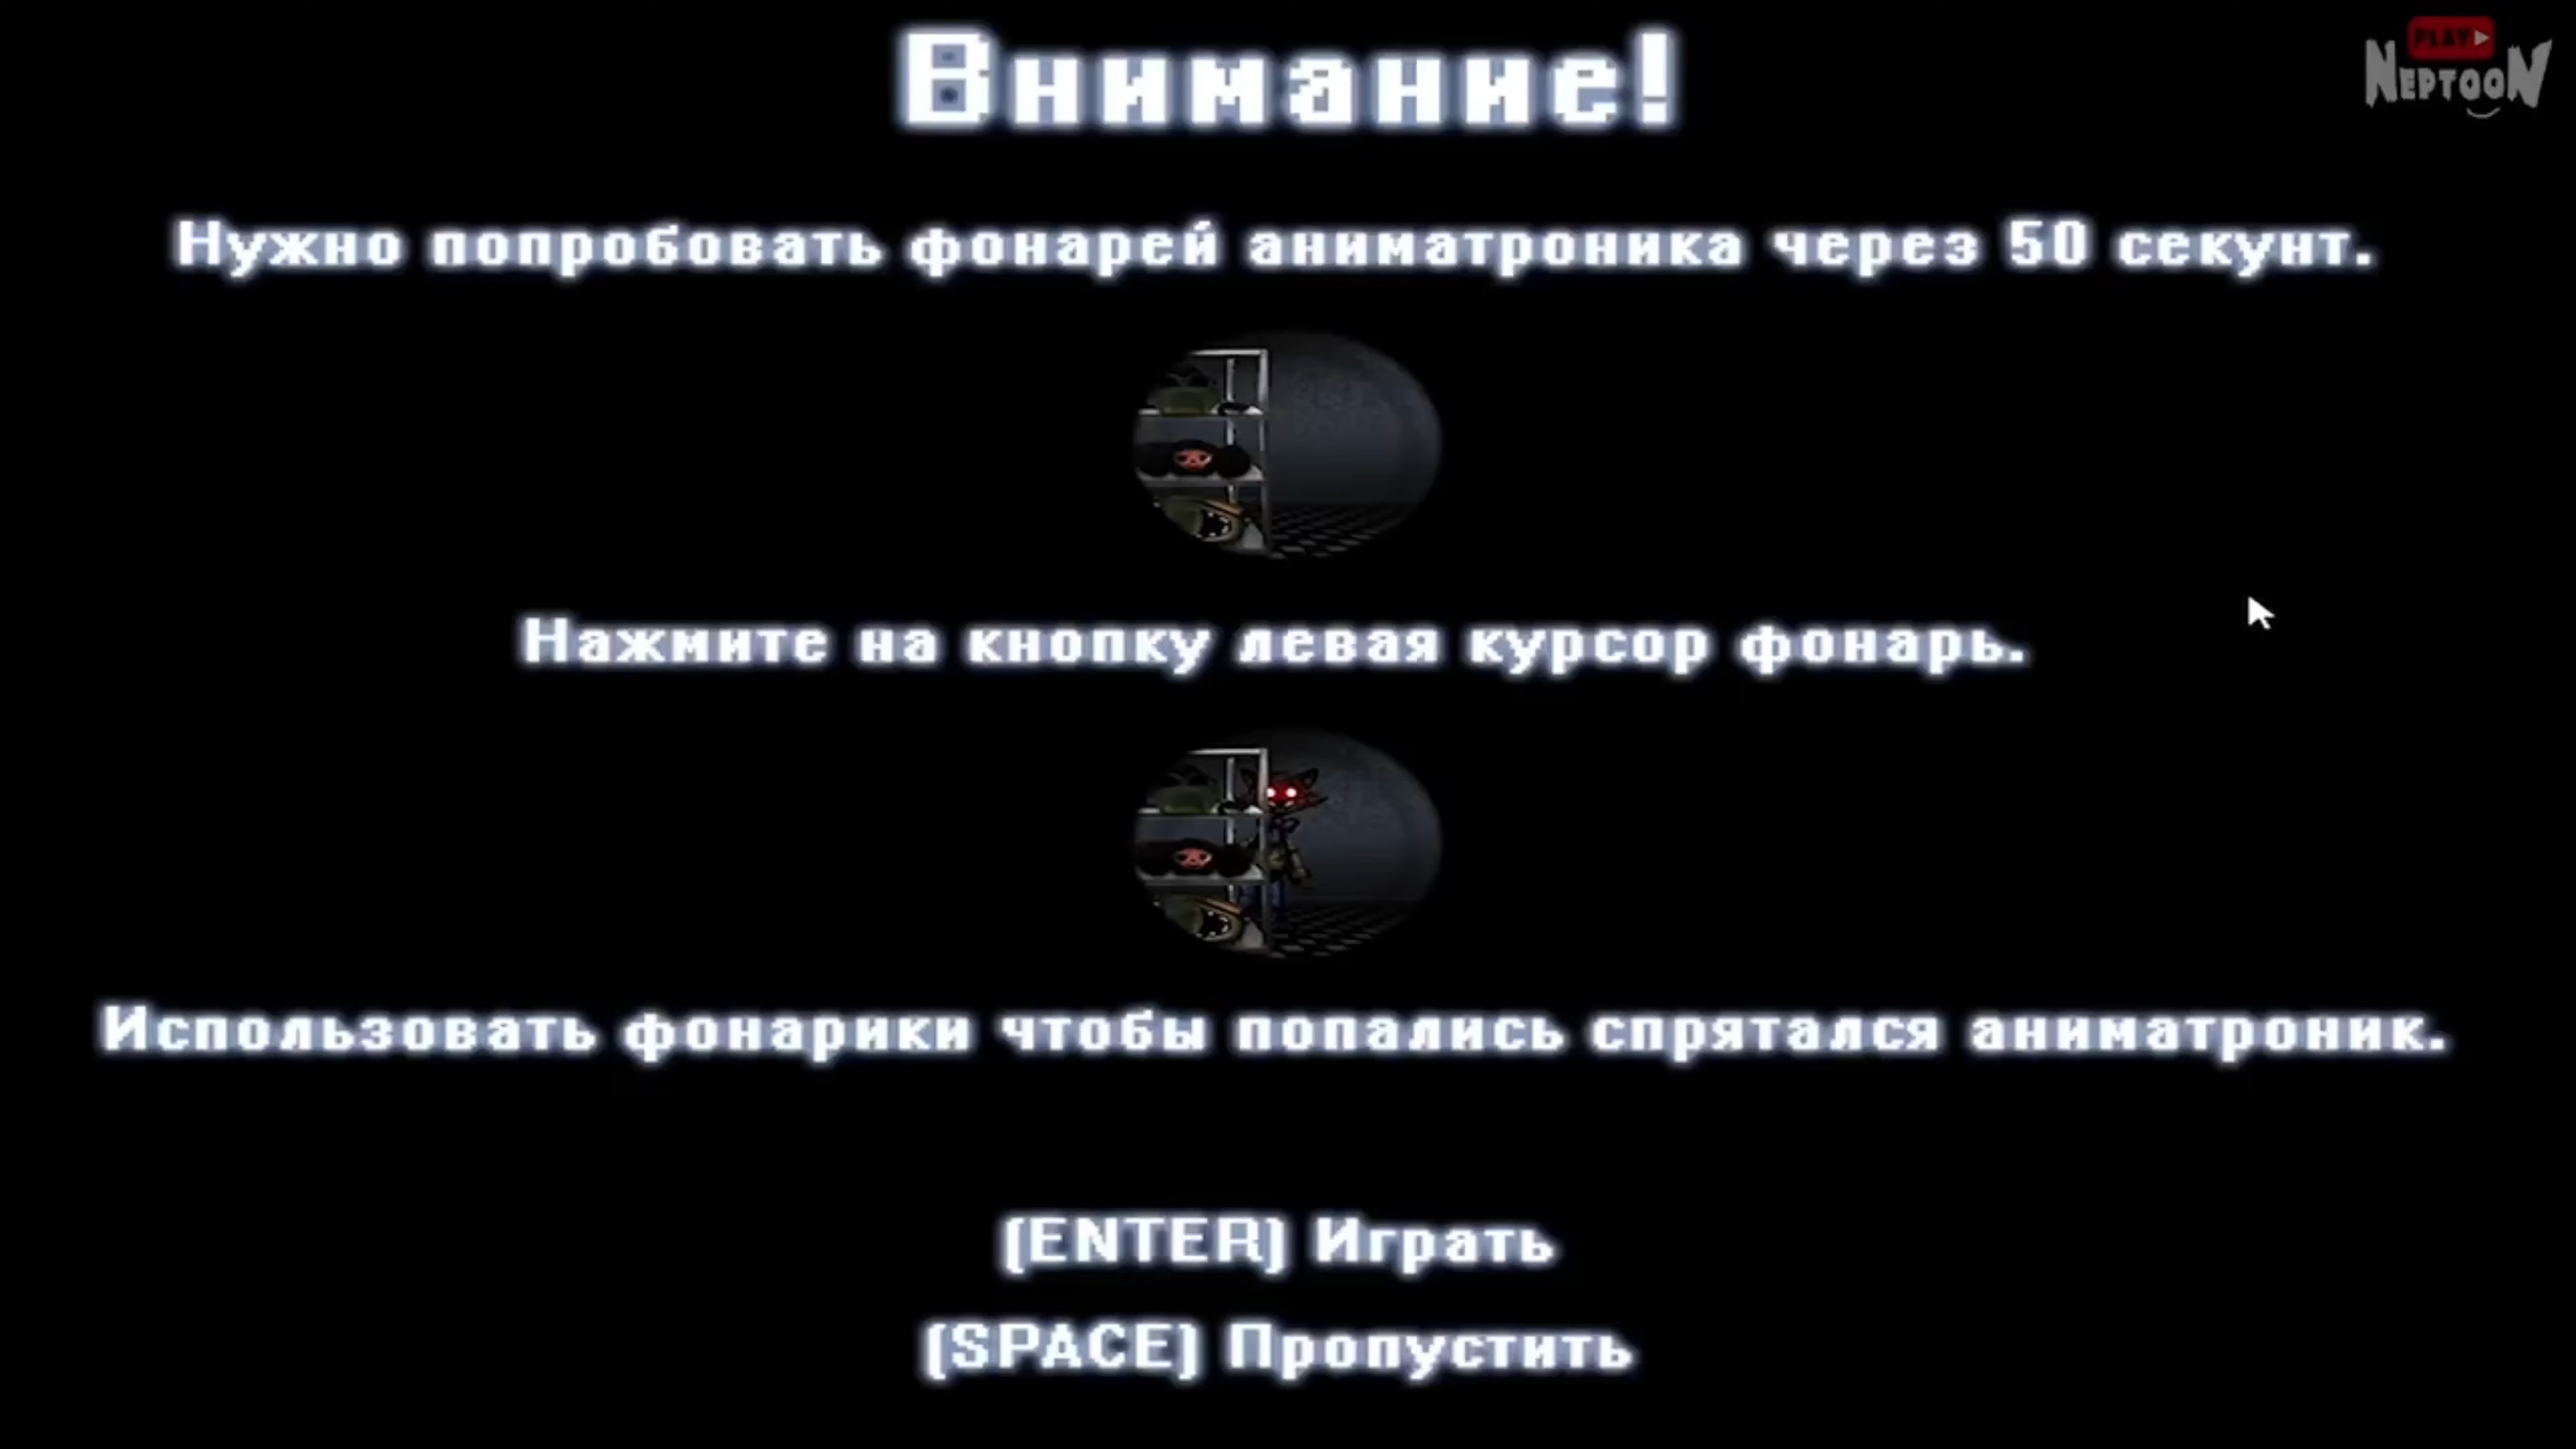 Внимание!
PLAY
NEPTOON
Нужно попробовать фонарей аниматроника через 50 секунт.
Нажмите на кнопку левая курсор фонарь.
Использовать фонарики чтобы попались спрятался аниматроник.
(ENTER) Играть
(SPACE) Пропустить